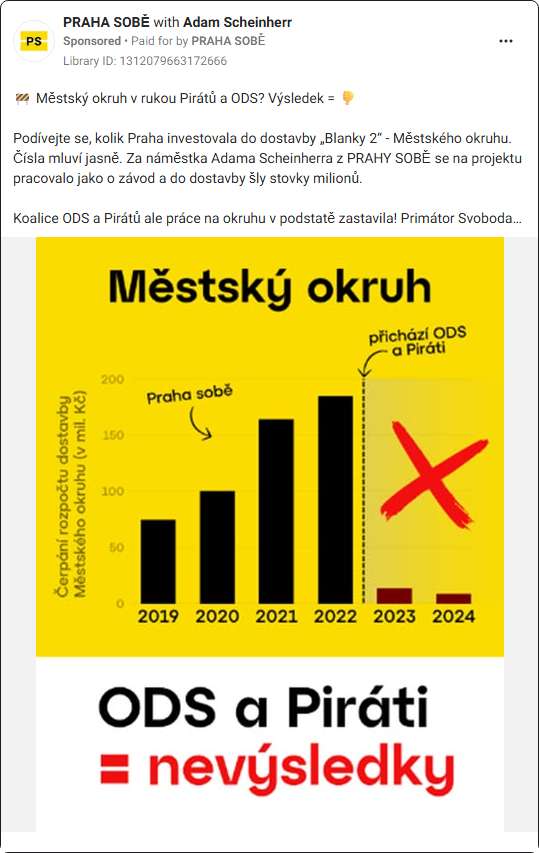 PRAHA SOBĚ with Adam Scheinherr
Sponsored • Paid for by PRAHA SOBĚ
Library ID: 1312079663172666
PS
🚧 Městský okruh v rukou Pirátů a ODS? Výsledek = 👎
Podívejte se, kolik Praha investovala do dostavby „Blanky 2“ - Městského okruhu.
Čísla mluví jasně. Za náměstka Adama Scheinherra z PRAHY SOBĚ se na projektu
pracovalo jako o závod a do dostavby šly stovky milionů.
Koalice ODS a Pirátů ale práce na okruhu v podstatě zastavila! Primátor Svoboda…
Městský okruh
přichází ODS
a Piráti
Praha sobě
Čerpání rozpočtu dostavby
Městského okruhu (v mil. Kč)
200
150
100
50
0
2019 2020 2021 2022 2023 2024
ODS a Piráti
= nevýsledky